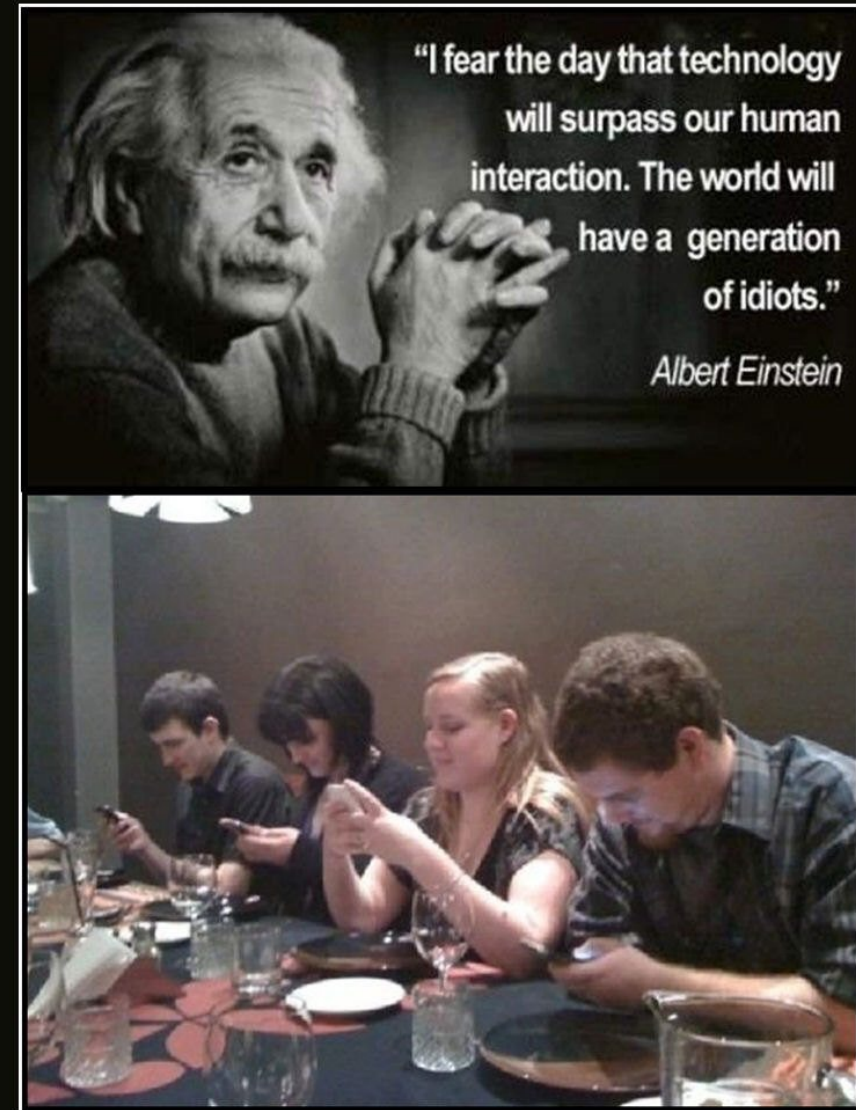 “I fear the day that technology
will surpass our human
interaction. The world will
have a generation
of idiots.”
Albert Einstein